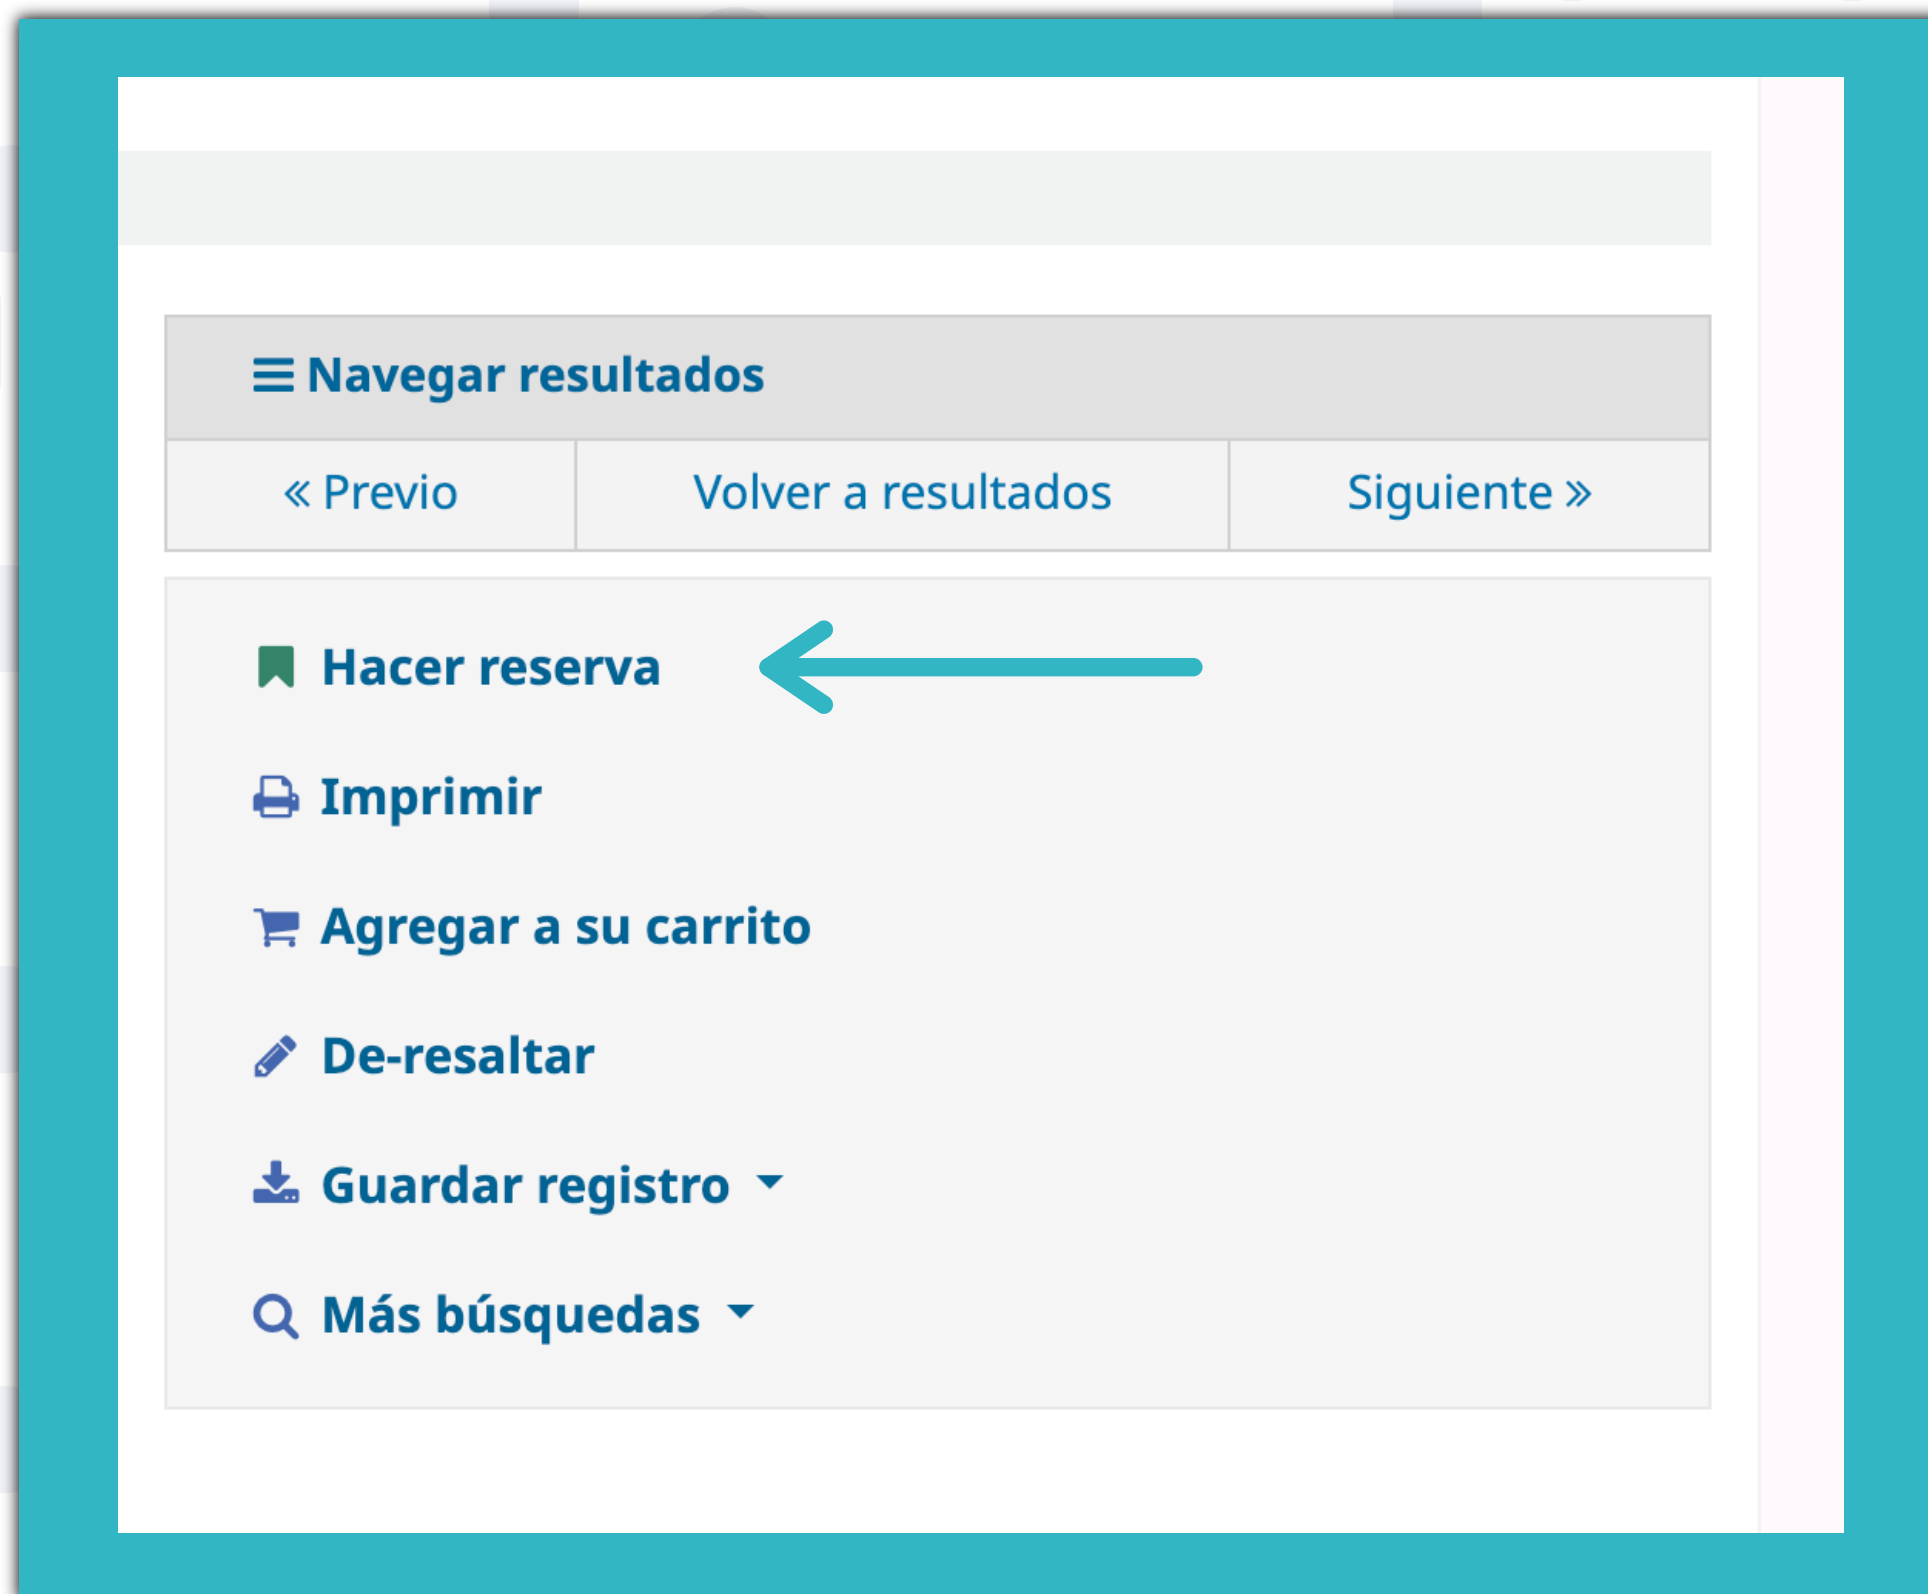 Navegar resultados
« Previo
Volver a resultados
Siguiente »
Hacer reserva
Imprimir
Agregar a su carrito
De-resaltar
Guardar registro
Más búsquedas